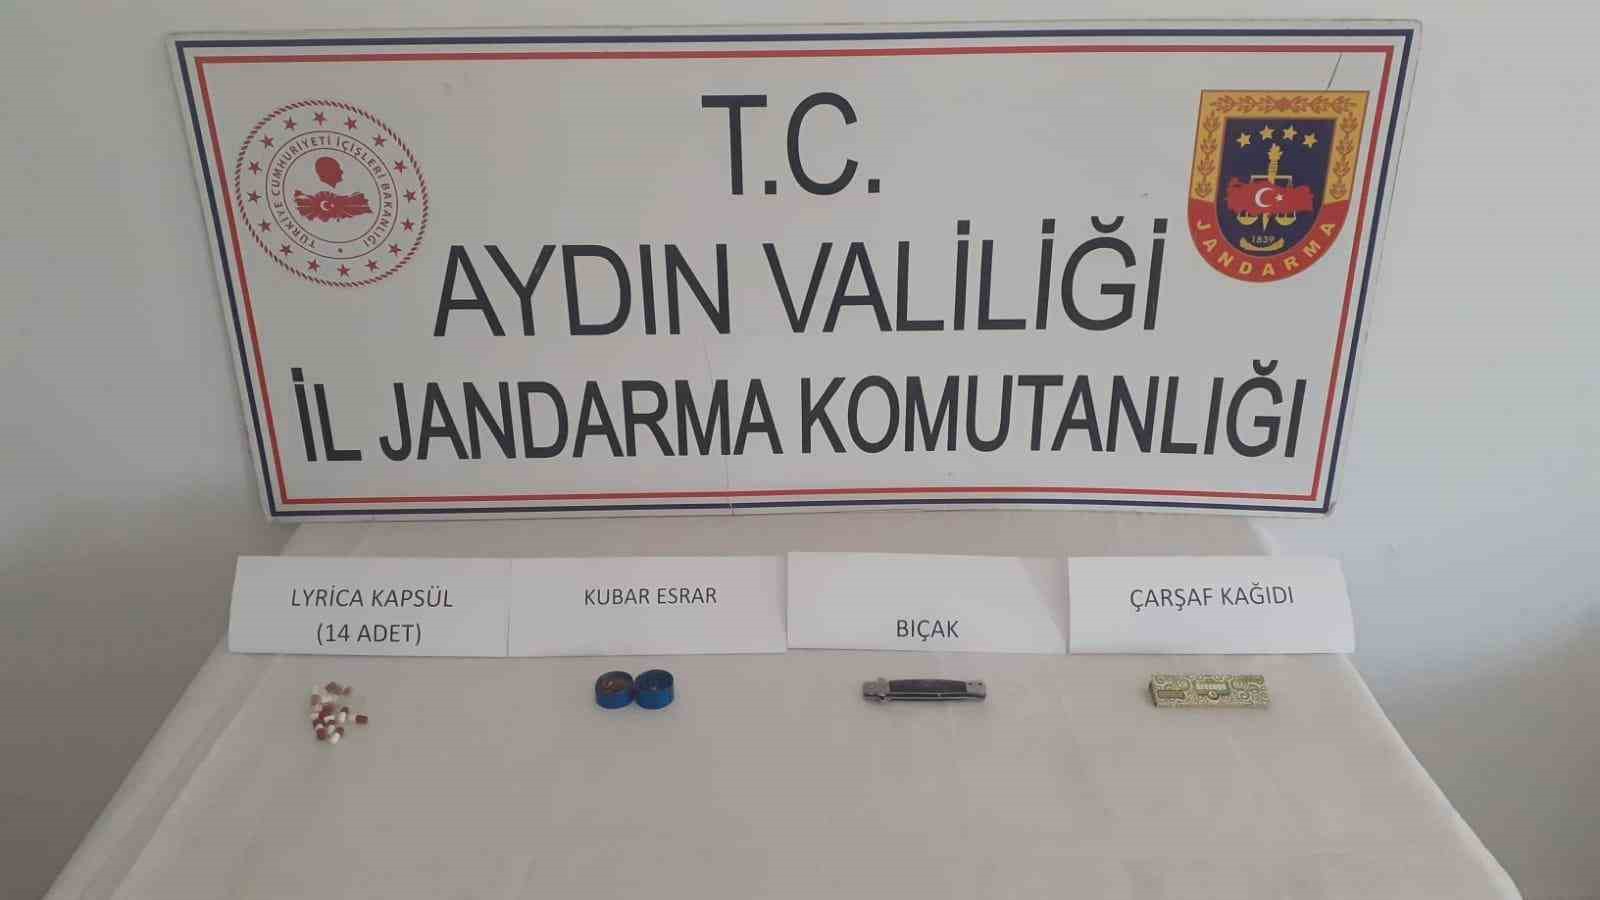 T.C.
AYDIN VALİLİĞİ
İL JANDARMA KOMUTANLIĞI
TÜRKİYE CUMHURİYETİ İÇİŞLERİ BAKANLIĞI
1839
JANDARMA
LYRİCA KAPSÜL
(14 ADET)
KUBAR ESRAR
BIÇAK
ÇARŞAF KAĞIDI